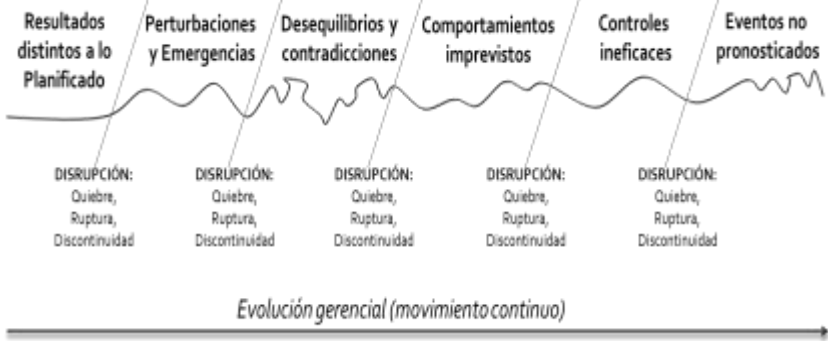 Resultados
distintos a lo
Planificado
Perturbaciones
y Emergencias
Desequilibrios y
contradicciones
Comportamientos
imprevistos
Controles
ineficaces
Eventos no
pronosticados
DISRUPCIÓN:
Quiebre,
Ruptura,
Discontinuidad
DISRUPCIÓN:
Quiebre,
Ruptura,
Discontinuidad
DISRUPCIÓN:
Quiebre,
Ruptura,
Discontinuidad
DISRUPCIÓN:
Quiebre,
Ruptura,
Discontinuidad
DISRUPCIÓN:
Quiebre,
Ruptura,
Discontinuidad
Evolución gerencial (movimiento continuo)